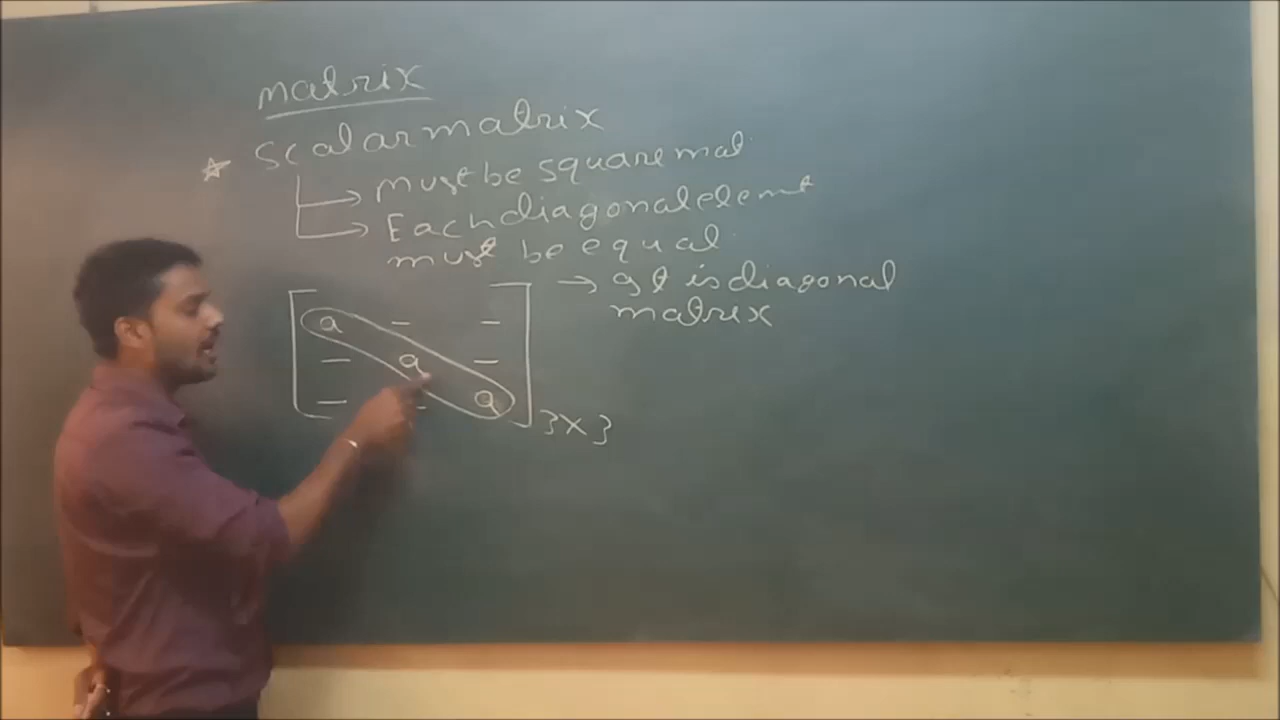 matrix
scalar matrix
→ must be square mat.
→ Each diagonal element
must be equal.
→ It is diagonal
matrix
a - -
- a -
- - a
3x3